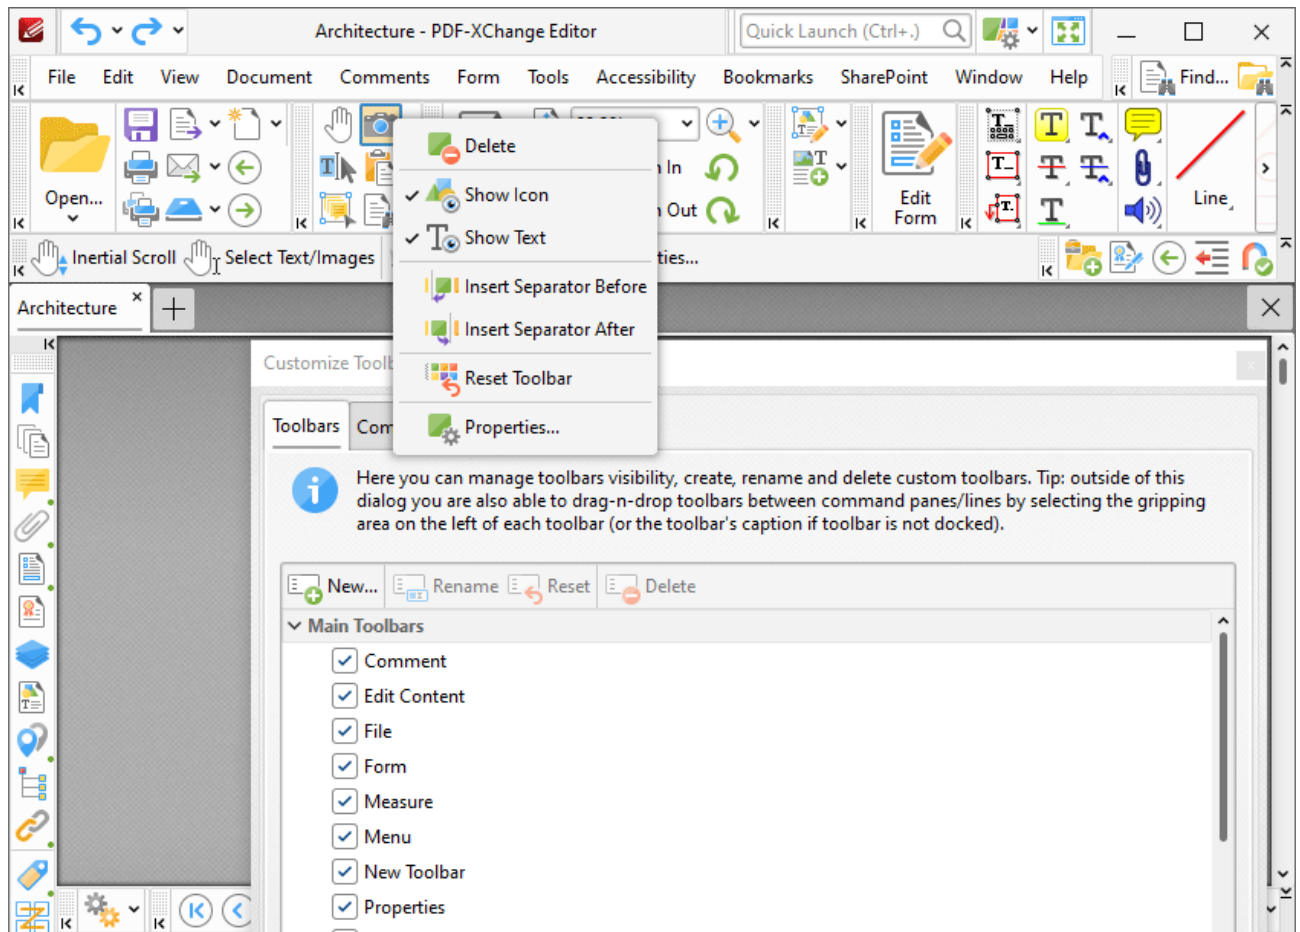 Architecture - PDF-XChange Editor
Quick Launch (Ctrl+.)
File Edit View Document Comments Form Tools Accessibility Bookmarks SharePoint Window Help Find...
Open...
In
Out
Edit
Form
Line
Inertial Scroll Select Text/Images
ties...
Architecture
Delete
Show Icon
Show Text
Insert Separator Before
Insert Separator After
Reset Toolbar
Properties...
Customize Toolb
Toolbars Com
Here you can manage toolbars visibility, create, rename and delete custom toolbars. Tip: outside of this
dialog you are also able to drag-n-drop toolbars between command panes/lines by selecting the gripping
area on the left of each toolbar (or the toolbar's caption if toolbar is not docked).
New... Rename Reset Delete
Main Toolbars
Comment
Edit Content
File
Form
Measure
Menu
New Toolbar
Properties